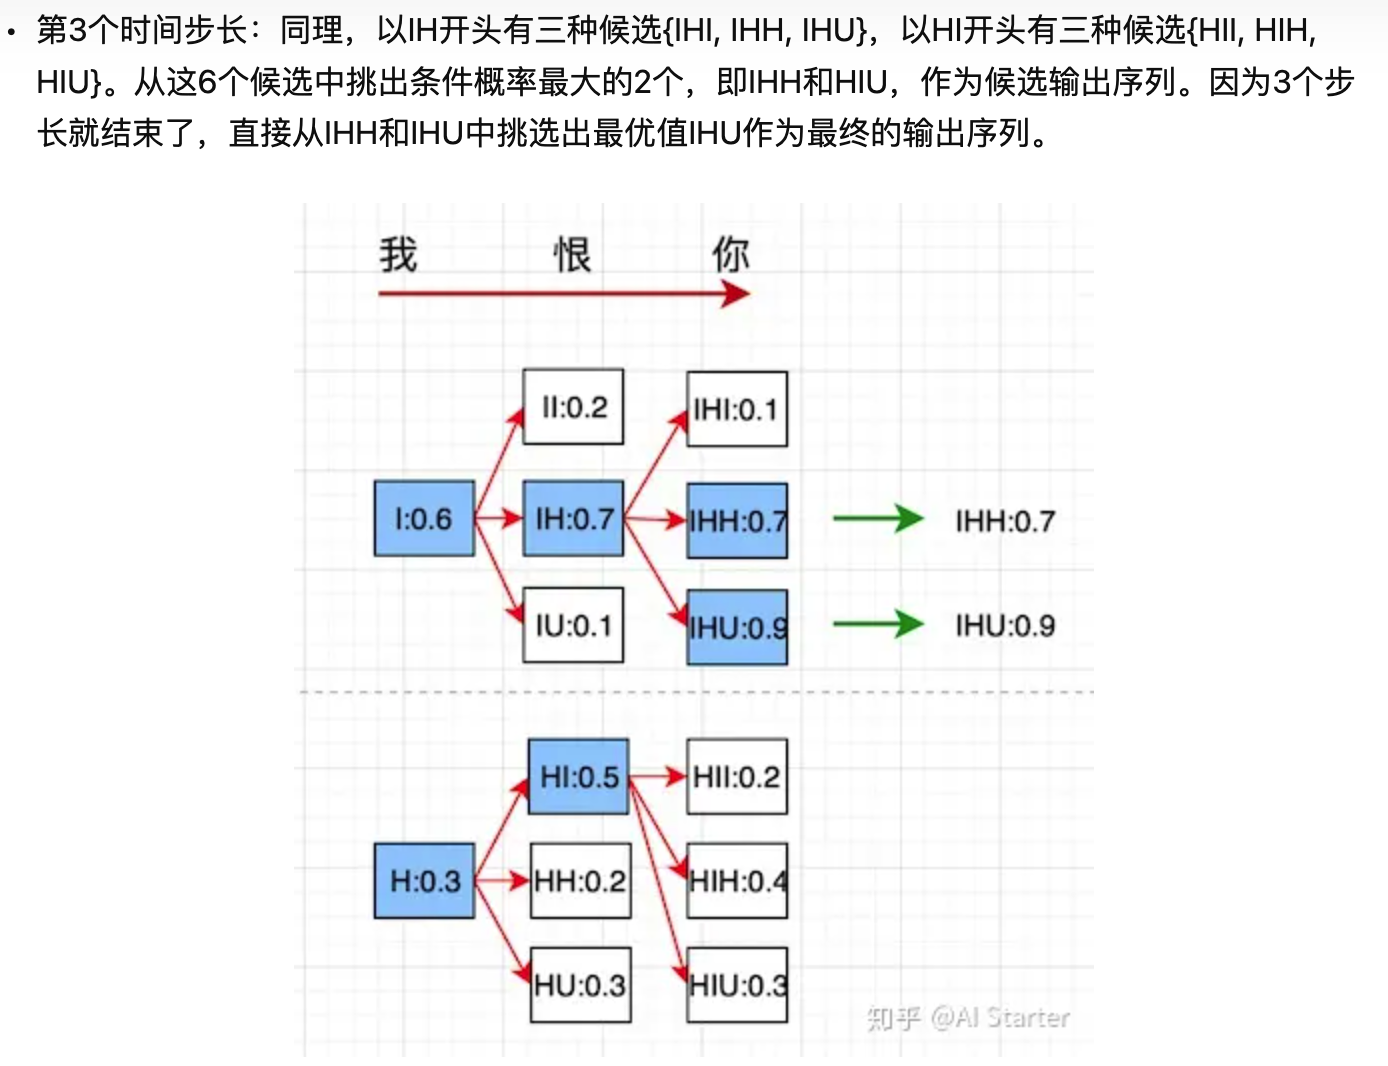 • 第3个时间步长：同理，以IH开头有三种候选{IHI, IHH, IHU}，以HI开头有三种候选{HII, HIH,
HIU}。从这6个候选中挑出条件概率最大的2个，即IHH和HIU，作为候选输出序列。因为3个步
长就结束了，直接从IHH和IHU中挑选出最优值IHU作为最终的输出序列。
我 恨 你
II:0.2 IHI:0.1
I:0.6 IH:0.7 IHH:0.7 IHH:0.7
IU:0.1 IHU:0.9 IHU:0.9
HI:0.5 HII:0.2
H:0.3 HH:0.2 HIH:0.4
HU:0.3 HIU:0.3
知乎 @AI Starter